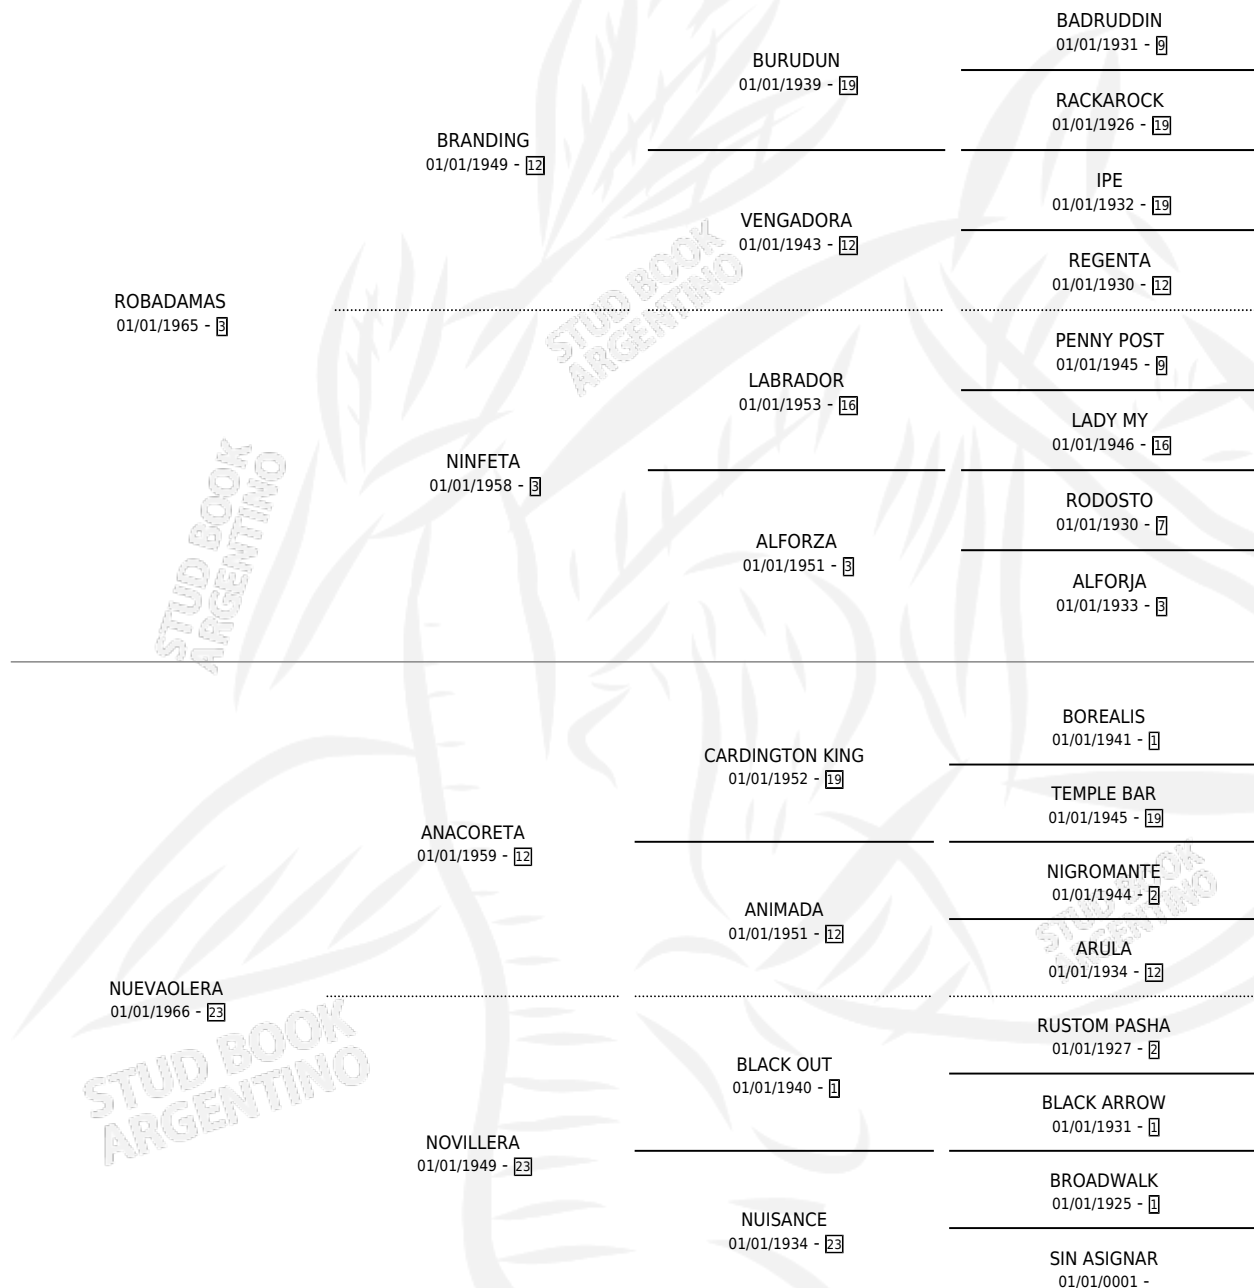 BADRUDDIN
01/01/1931 - 9
BURUDUN
01/01/1939 - 19
RACKAROCK
01/01/1926 - 19
BRANDING
01/01/1949 - 12
IPE
01/01/1932 - 19
VENGADORA
01/01/1943 - 12
REGENTA
01/01/1930 - 12
ROBADAMAS
01/01/1965 - 3
STUD BOOK
ARGENTINO
PENNY POST
01/01/1945 - 9
LABRADOR
01/01/1953 - 16
LADY MY
01/01/1946 - 16
NINFETA
01/01/1958 - 3
STUD BOOK
ARGENTINO
RODOSTO
01/01/1930 - 7
ALFORZA
01/01/1951 - 3
ALFORJA
01/01/1933 - 3
BOREALIS
01/01/1941 - 1
CARDINGTON KING
01/01/1952 - 19
TEMPLE BAR
01/01/1945 - 19
ANACORETA
01/01/1959 - 12
NIGROMANTE
01/01/1944 - 2
STUD BOOK
ARGENTINO
ANIMADA
01/01/1951 - 12
ARULA
01/01/1934 - 12
NUEVAOLERA
01/01/1966 - 23
STUD BOOK
ARGENTINO
RUSTOM PASHA
01/01/1927 - 2
BLACK OUT
01/01/1940 - 1
BLACK ARROW
01/01/1931 - 1
NOVILLERA
01/01/1949 - 23
BROADWALK
01/01/1925 - 1
NUISANCE
01/01/1934 - 23
SIN ASIGNAR
01/01/0001 -